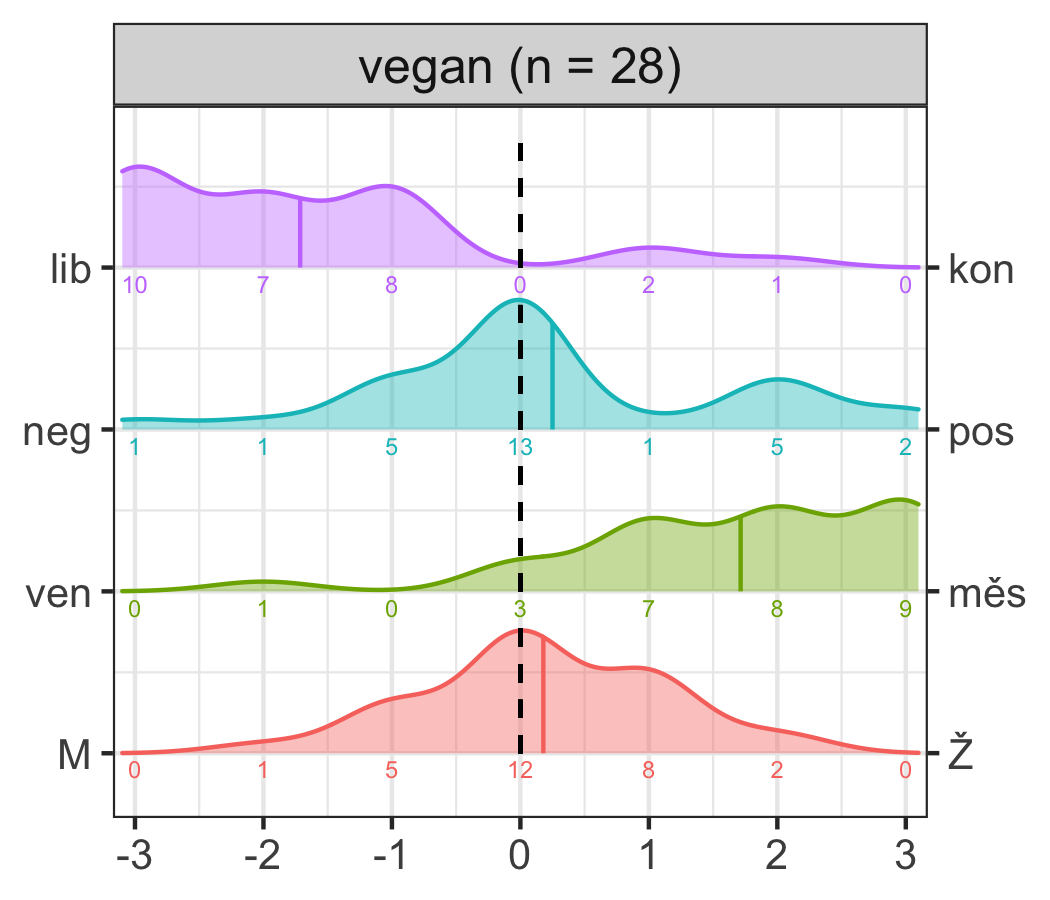 vegan (n = 28)
lib kon
10 7 8 0 2 1 0
neg pos
1 1 5 13 1 5 2
ven měs
0 1 0 3 7 8 9
M Ž
0 1 5 12 8 2 0
-3 -2 -1 0 1 2 3